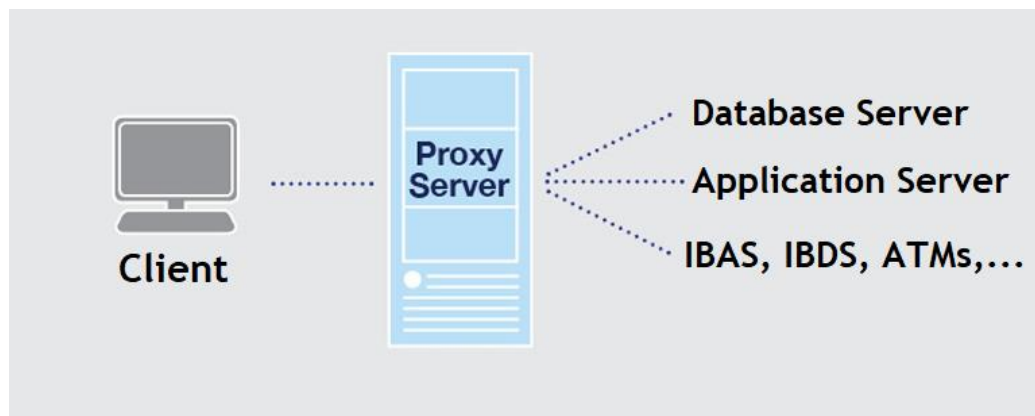 Proxy
Server
Client
Database Server
Application Server
IBAS, IBDS, ATMs,...